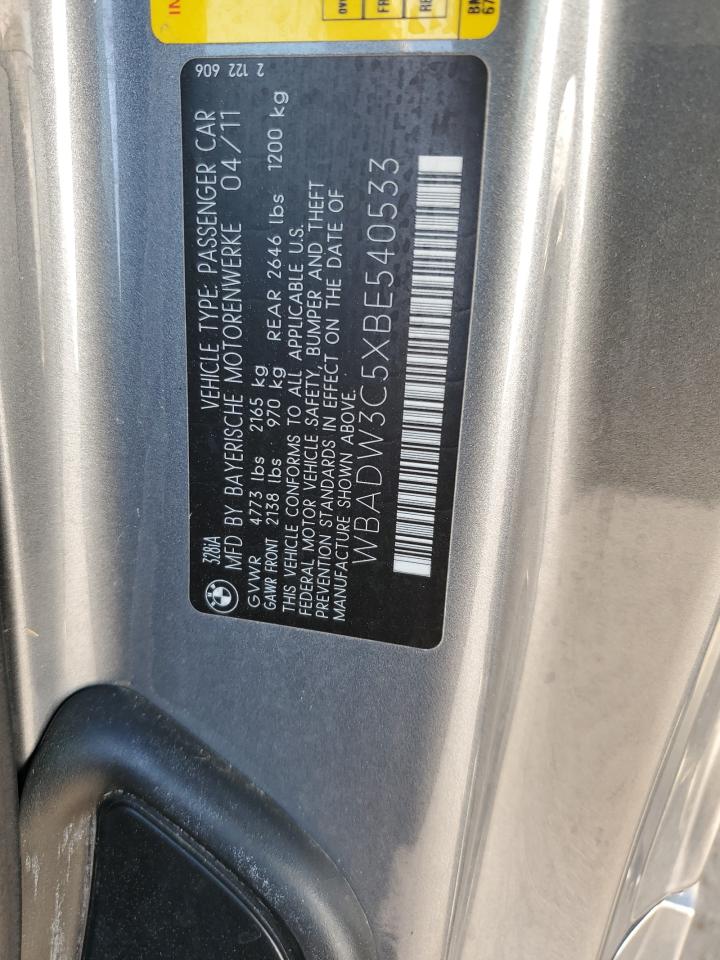 328iA
2 122 606
VEHICLE TYPE: PASSENGER CAR
MFD BY BAYERISCHE MOTORENWERKE 04/11
GVWR 4773 lbs 2165 kg
GAWR FRONT 2138 lbs 970 kg REAR 2646 lbs 1200 kg
THIS VEHICLE CONFORMS TO ALL APPLICABLE U.S.
FEDERAL MOTOR VEHICLE SAFETY, BUMPER AND THEFT
PREVENTION STANDARDS IN EFFECT ON THE DATE OF
MANUFACTURE SHOWN ABOVE.
WBADW3C5XBE540533